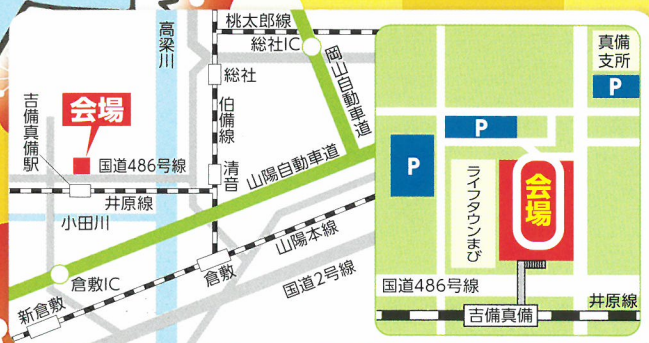 桃太郎線
高梁川
総社IC
総社
岡山自動車道
吉備真備駅
会場
伯備線
国道486号線
清音
山陽自動車道
井原線
小田川
山陽本線
倉敷IC
倉敷
国道2号線
新倉敷
真備
支所
P
P
P
ライフタウンまび
会場
国道486号線
井原線
吉備真備